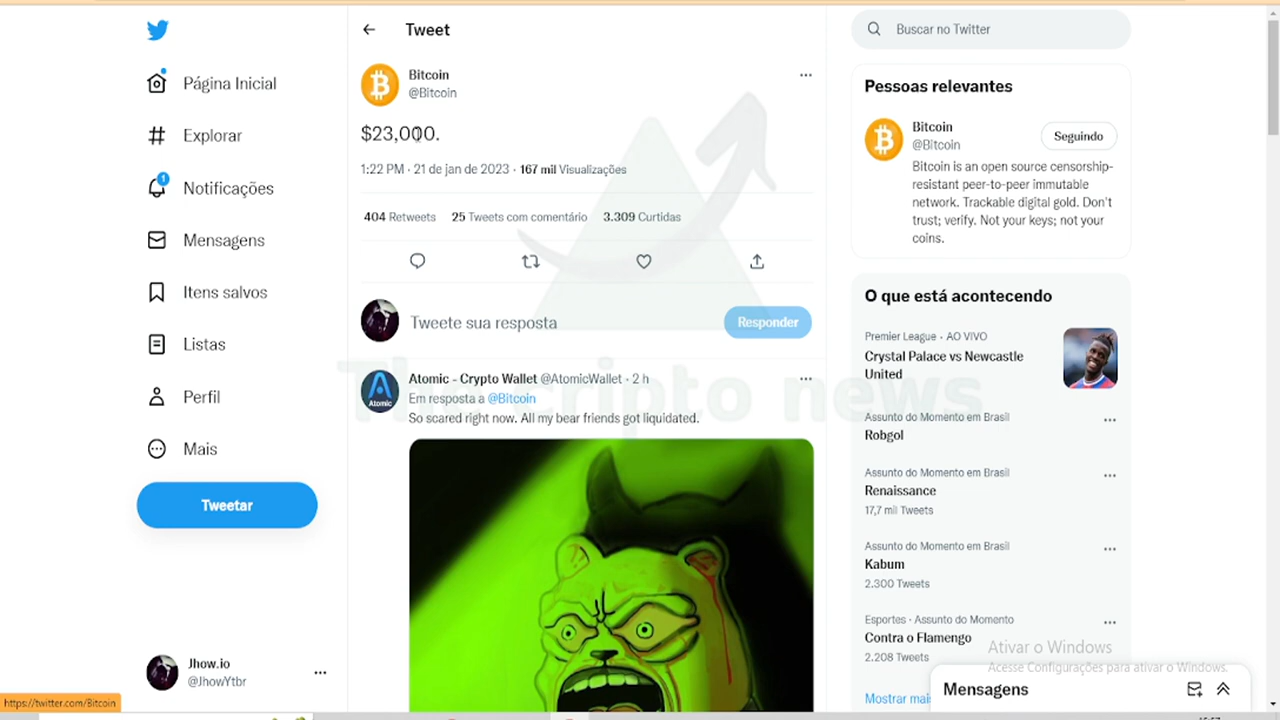 Tweet
Buscar no Twitter
Página Inicial
Explorar
1
Notificações
Mensagens
Itens salvos
Listas
Perfil
Mais
Tweetar
Jhow.io
@JhowYtbr
https://twitter.com/Bitcoin
Bitcoin
@Bitcoin
$23,000.
1:22 PM · 21 de jan de 2023 · 167 mil Visualizações
404 Retweets 25 Tweets com comentário 3.309 Curtidas
Tweete sua resposta
Responder
Atomic
Atomic - Crypto Wallet @AtomicWallet · 2 h
Em resposta a @Bitcoin
So scared right now. All my bear friends got liquidated.
The cripto news
Pessoas relevantes
Bitcoin
@Bitcoin
Seguindo
Bitcoin is an open source censorship-
resistant peer-to-peer immutable
network. Trackable digital gold. Don't
trust; verify. Not your keys; not your
coins.
O que está acontecendo
Premier League · AO VIVO
Crystal Palace vs Newcastle
United
Assunto do Momento em Brasil
Robgol
Assunto do Momento em Brasil
Renaissance
17,7 mil Tweets
Assunto do Momento em Brasil
Kabum
2.300 Tweets
Esportes · Assunto do Momento
Contra o Flamengo
2.208 Tweets
Mostrar mais
Ativar o Windows
Acesse Configurações para ativar o Windows.
Mensagens